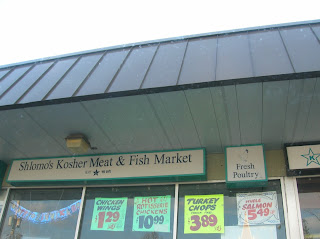 Shlomo's Kosher Meat & Fish Market
Fresh
Poultry
K
CHICKEN
WINGS
1.29
HOT
ROTISSERIE
CHICKENS
$10.99
TURKEY
CHOPS
3.89
WHOLE
SALMON
5.49